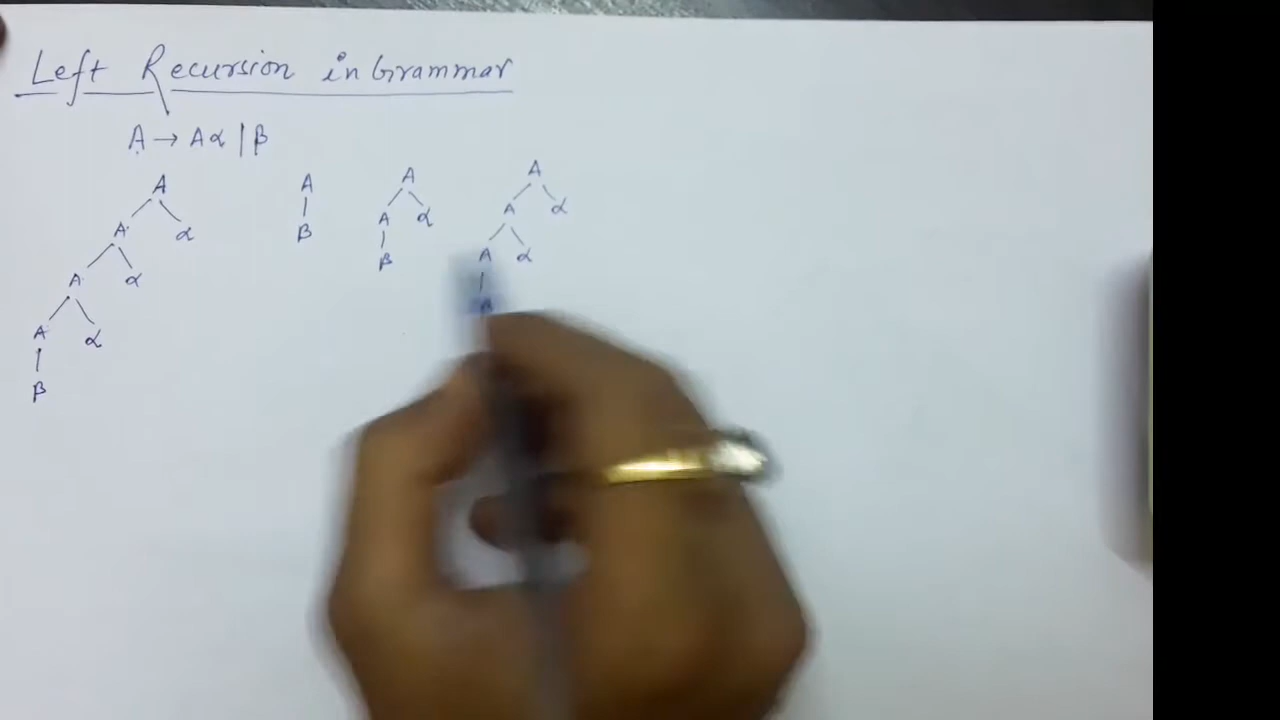 Left Recursion in Grammar
A → Aα | β
A A A A
A α β A α A α
A α β A α
A α β
β